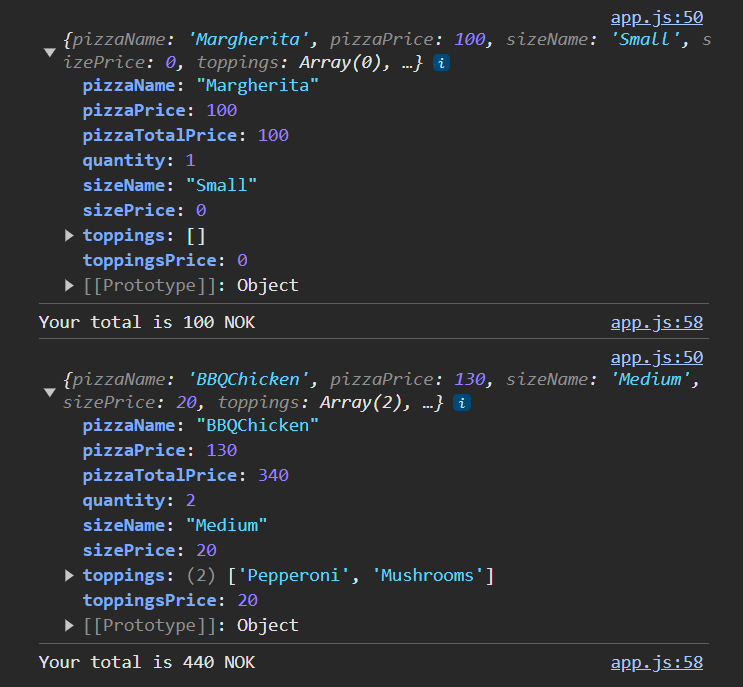 app.js:50
{pizzaName: 'Margherita', pizzaPrice: 100, sizeName: 'Small', s
izePrice: 0, toppings: Array(0), …} i
pizzaName: "Margherita"
pizzaPrice: 100
pizzaTotalPrice: 100
quantity: 1
sizeName: "Small"
sizePrice: 0
toppings: []
toppingsPrice: 0
[[Prototype]]: Object
Your total is 100 NOK app.js:58
app.js:50
{pizzaName: 'BBQChicken', pizzaPrice: 130, sizeName: 'Medium',
sizePrice: 20, toppings: Array(2), …} i
pizzaName: "BBQChicken"
pizzaPrice: 130
pizzaTotalPrice: 340
quantity: 2
sizeName: "Medium"
sizePrice: 20
toppings: (2) ['Pepperoni', 'Mushrooms']
toppingsPrice: 20
[[Prototype]]: Object
Your total is 440 NOK app.js:58